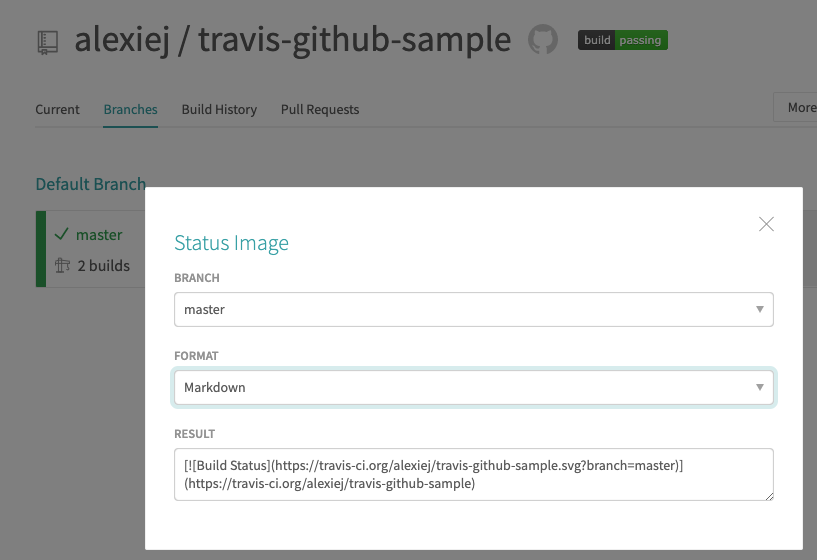 alexiej / travis-github-sample
build passing
Current Branches Build History Pull Requests
More
Default Branch
master
2 builds
Status Image
BRANCH
master
FORMAT
Markdown
RESULT
[![Build Status](https://travis-ci.org/alexiej/travis-github-sample.svg?branch=master)]
(https://travis-ci.org/alexiej/travis-github-sample)